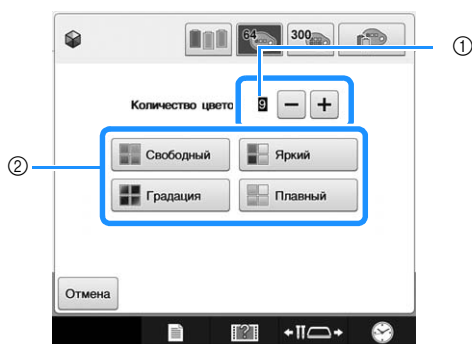 64 300
①
Количество цвето 9 − +
② Свободный Яркий
Градация Плавный
Отмена